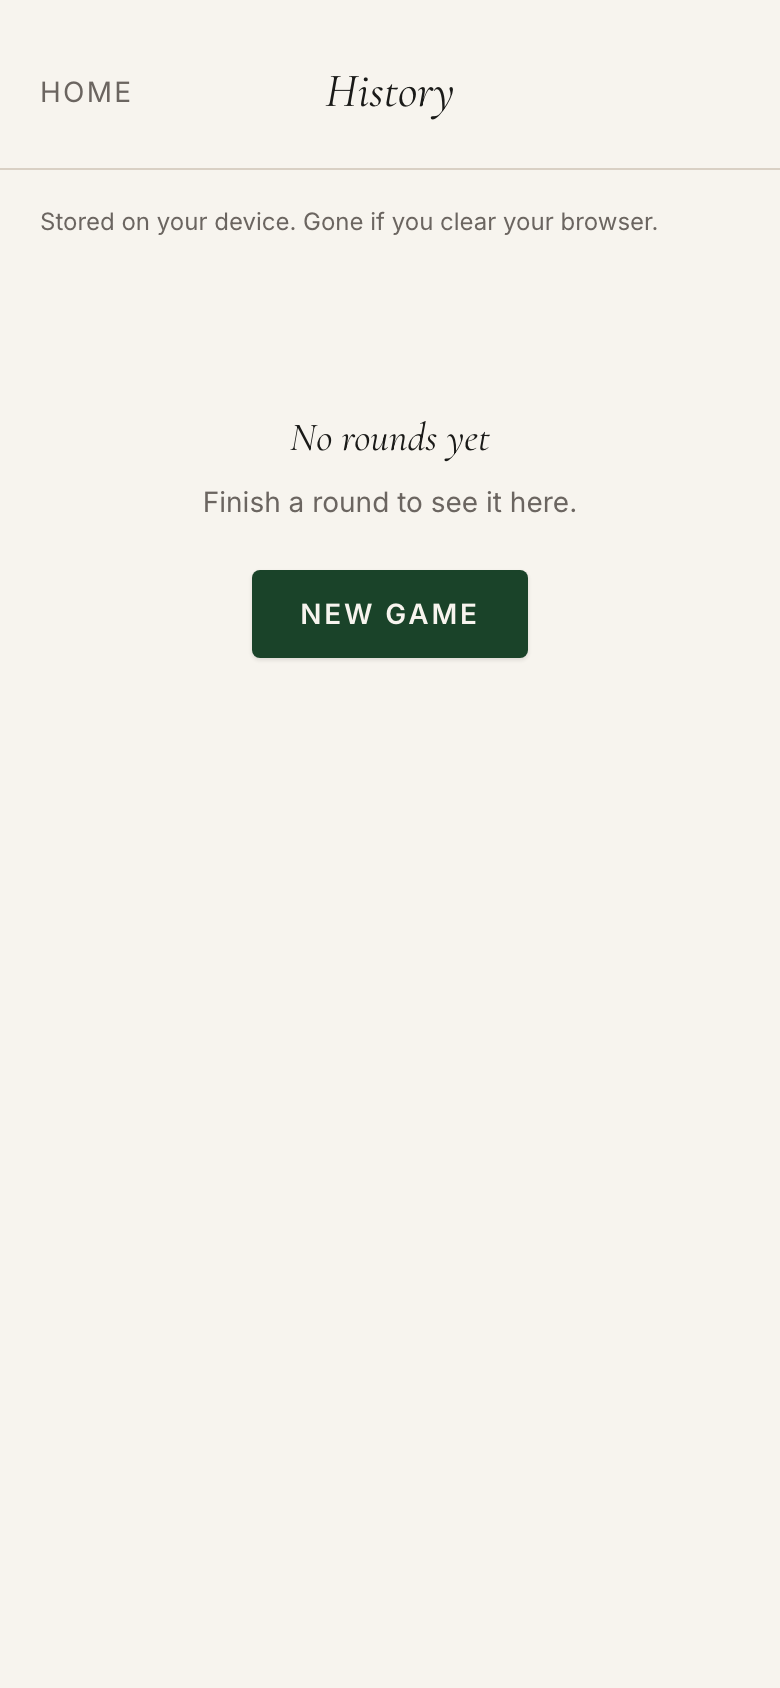 HOME
History
Stored on your device. Gone if you clear your browser.
No rounds yet
Finish a round to see it here.
NEW GAME